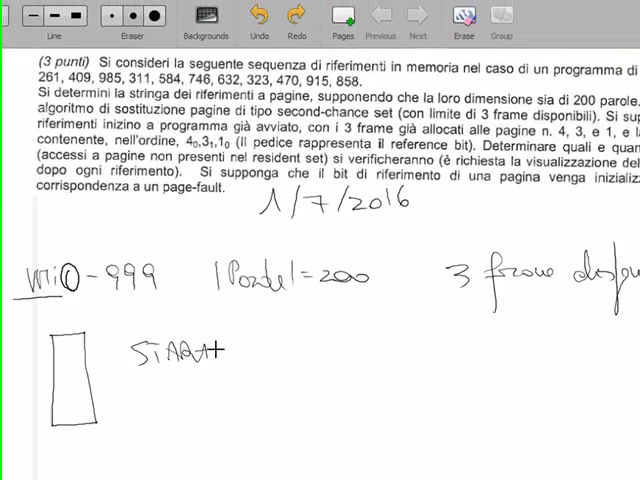 Line
Eraser
Backgrounds
Undo
Redo
Pages
Previous
Next
Erase
Group
(3 punti) Si consideri la seguente sequenza di riferimenti in memoria nel caso di un programma di
261, 409, 985, 311, 584, 746, 632, 323, 470, 915, 858.
Si determini la stringa dei riferimenti a pagine, supponendo che la loro dimensione sia di 200 parole.
algoritmo di sostituzione pagine di tipo second-chance set (con limite di 3 frame disponibili). Si su
riferimenti inizino a programma già avviato, con i 3 frame già allocati alle pagine n. 4, 3, e 1, e l
contenente, nell'ordine, 4₀,3₁,1₀ (Il pedice rappresenta il reference bit). Determinare quali e quan
(accessi a pagine non presenti nel resident set) si verificheranno (è richiesta la visualizzazione del
dopo ogni riferimento). Si supponga che il bit di riferimento di una pagina venga inizializ
corrispondenza a un page-fault.
1/7/2016
0-999 = 200 3 frame
START